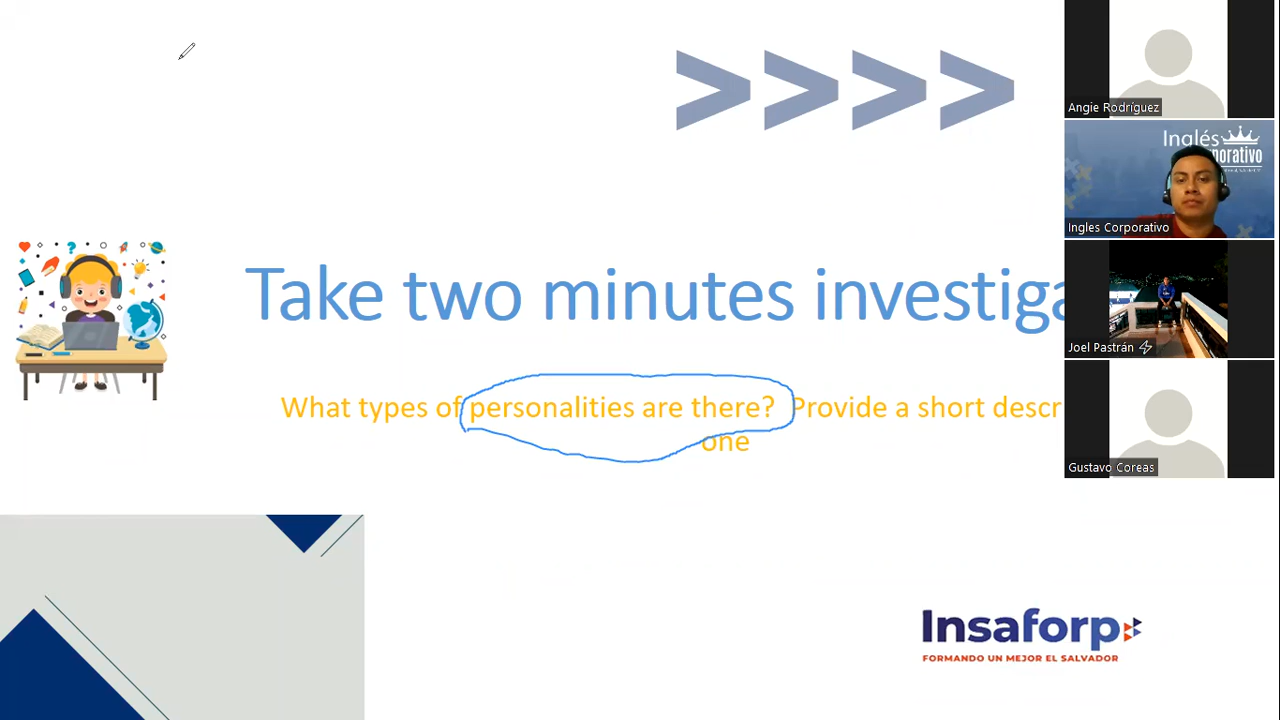 >>>>
Angie Rodríguez
Inglés
porativo
Ingles Corporativo
Take two minutes investiga
Joel Pastrán
What types of personalities are there? Provide a short descr
one
Gustavo Coreas
Insaforp
FORMANDO UN MEJOR EL SALVADOR